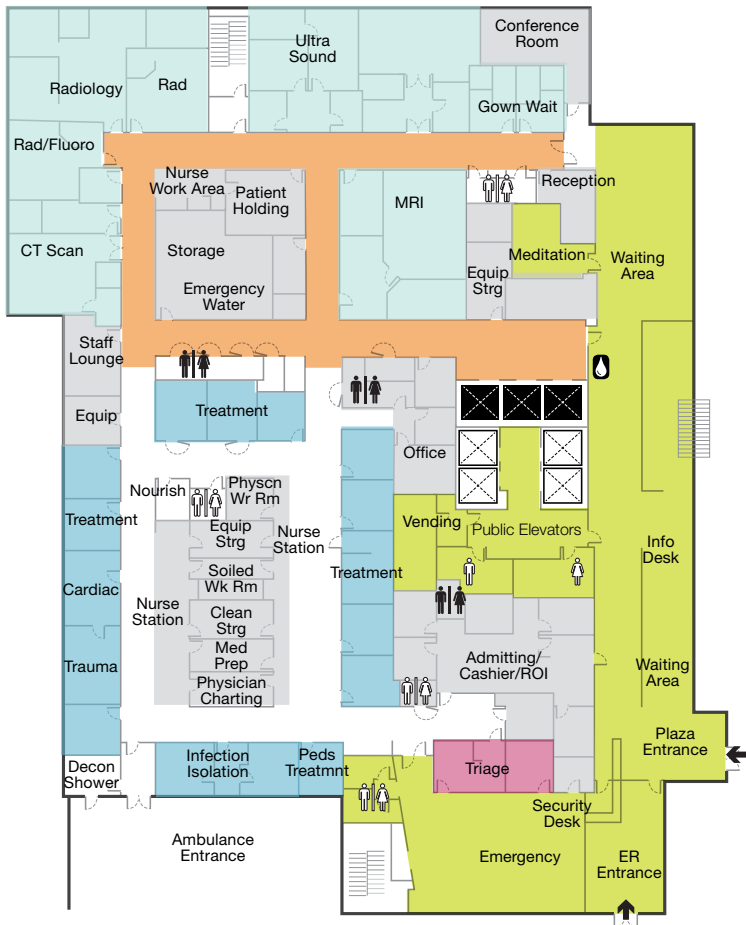 Conference
Room
Ultra
Sound
Radiology
Rad
Gown Wait
Rad/Fluoro
Nurse
Work Area
Patient
Holding
MRI
Reception
CT Scan
Storage
Meditation
Waiting
Area
Equip
Strg
Emergency
Water
Staff
Lounge
Equip
Treatment
Office
Nourish
Physcn
Wr Rm
Treatment
Equip
Strg
Nurse
Station
Vending
Public Elevators
Info
Desk
Soiled
Wk Rm
Treatment
Cardiac
Nurse
Station
Clean
Strg
Med
Prep
Trauma
Physician
Charting
Admitting/
Cashier/ROI
Waiting
Area
Plaza
Entrance
Decon
Shower
Infection
Isolation
Peds
Treatmnt
Triage
Security
Desk
Ambulance
Entrance
Emergency
ER
Entrance